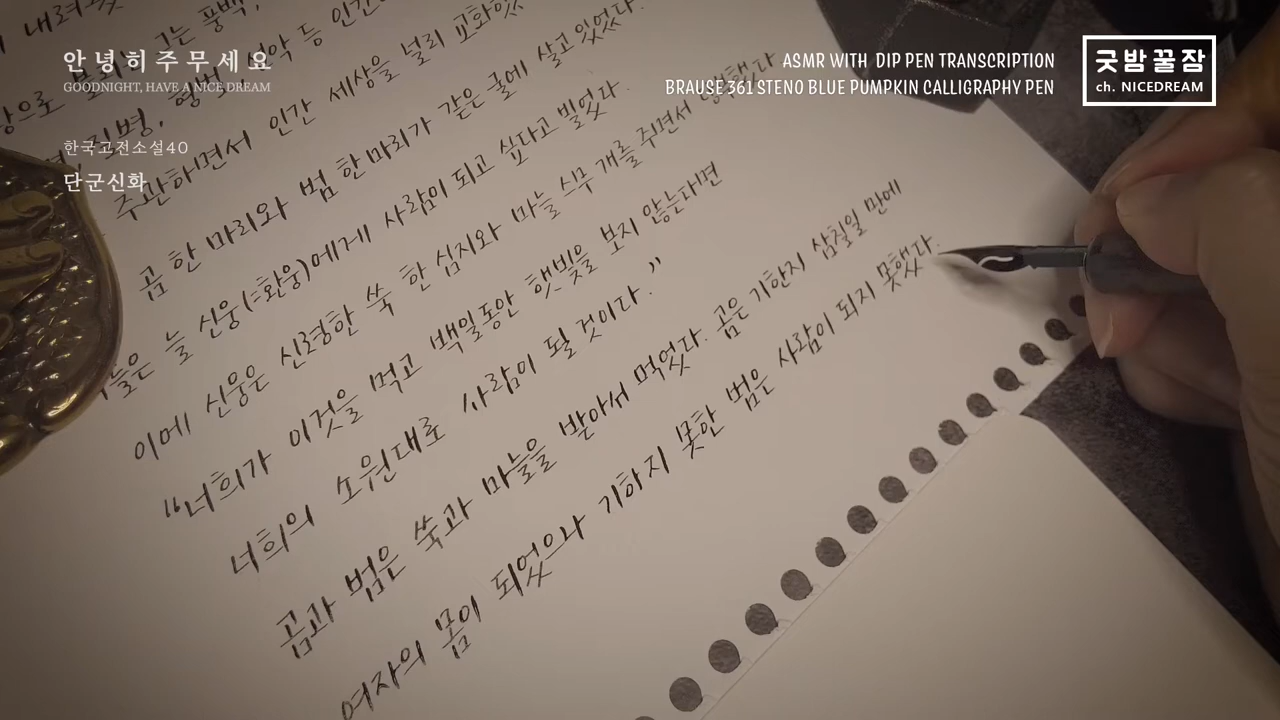 안녕히주무세요
GOODNIGHT, HAVE A NICE DREAM
한국고전소설40
단군신화
ASMR WITH DIP PEN TRANSCRIPTION
BRAUSE 361 STENO BLUE PUMPKIN CALLIGRAPHY PEN
굿밤꿀잠
ch. NICEDREAM
등
널리 교화
주관하면서 인간 세상을
곰 한 마리와 범 한 마리가 같은 굴에 살고 있었다.
늘 신웅(=환웅)에게 사람이 되고 싶다고 빌었다.
이에 신웅은 신령한 쑥 한 심지와 마늘 스무 개를 주면서
“너희가 이것을 먹고 백일동안 햇빛을 보지 않는다면
너희의 소원대로 사람이 될 것이다.”
곰과 범은 쑥과 마늘을 받아서 먹었다. 곰은 기한지 삼칠일 만에
여자의 몸이 되었으나 기하지 못한 범은 사람이 되지 못했다.